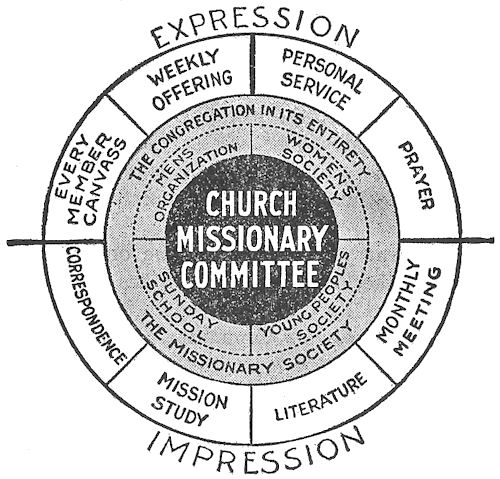 EXPRESSION
EVERY
MEMBER
CANVASS
WEEKLY
OFFERING
PERSONAL
SERVICE
PRAYER
THE CONGREGATION IN ITS ENTIRETY
MEN'S
ORGANIZATION
WOMEN'S
SOCIETY
CHURCH
MISSIONARY
COMMITTEE
SUNDAY
SCHOOL
YOUNG PEOPLES
SOCIETY
THE MISSIONARY SOCIETY
CORRESPONDENCE
MISSION
STUDY
LITERATURE
MONTHLY
MEETING
IMPRESSION